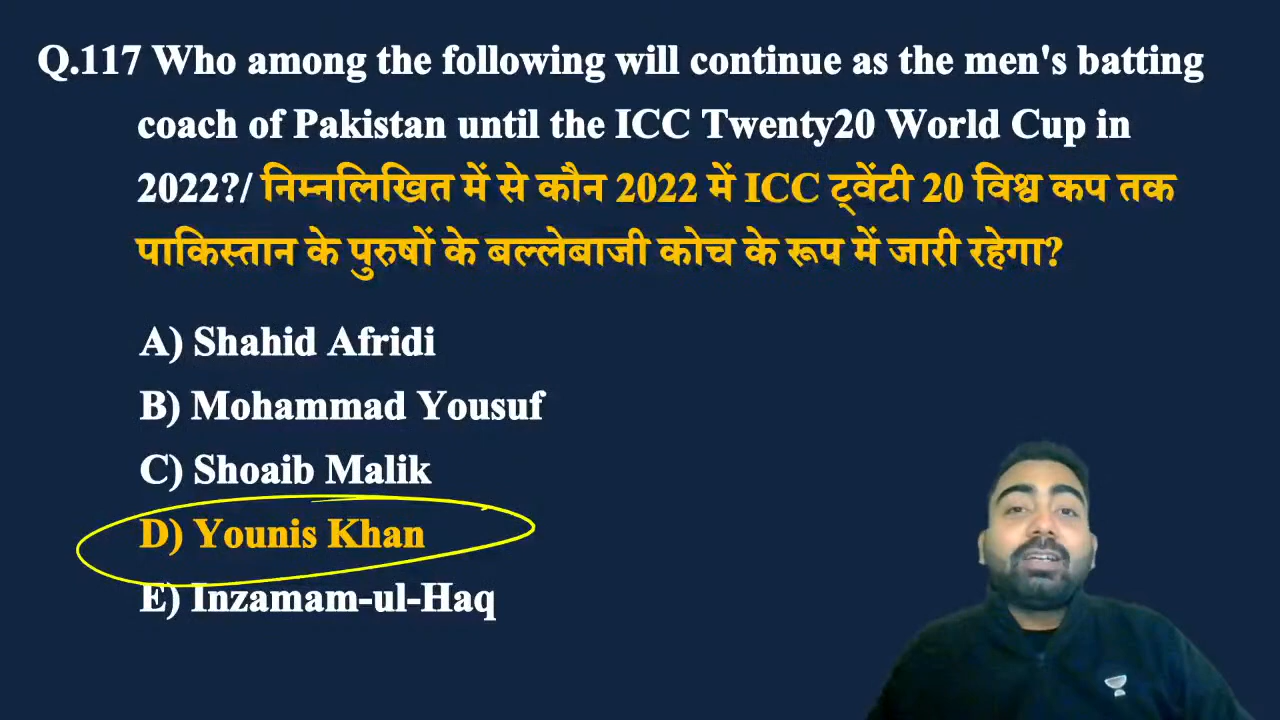 Q.117 Who among the following will continue as the men's batting
coach of Pakistan until the ICC Twenty20 World Cup in
2022?/ निम्नलिखित में से कौन 2022 में ICC ट्वेंटी 20 विश्व कप तक
पाकिस्तान के पुरुषों के बल्लेबाजी कोच के रूप में जारी रहेगा?
A) Shahid Afridi
B) Mohammad Yousuf
C) Shoaib Malik
D) Younis Khan
E) Inzamam-ul-Haq